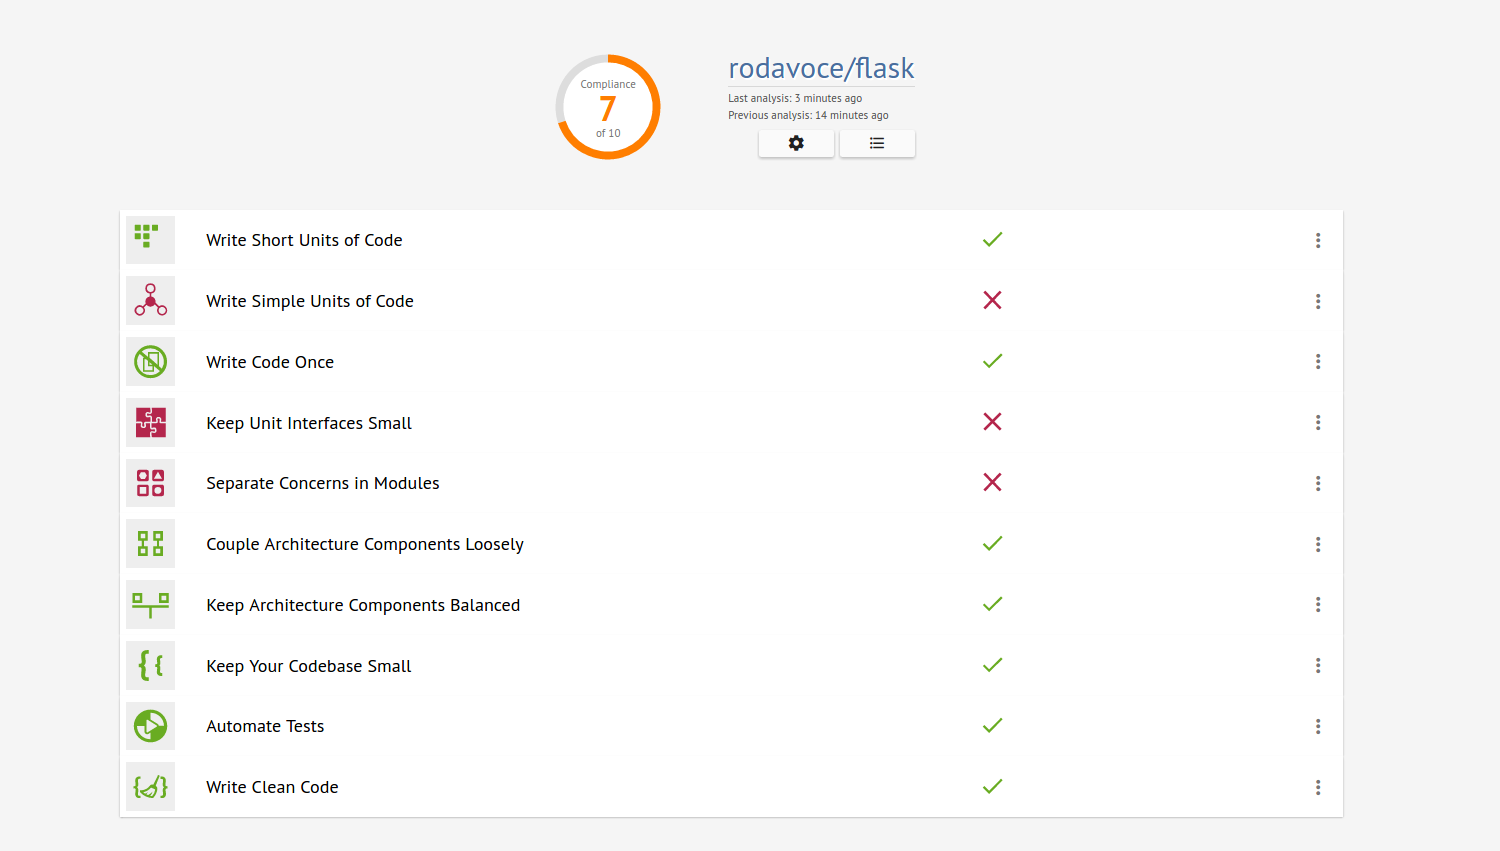 Compliance
7
of 10
rodavoce/flask
Last analysis: 3 minutes ago
Previous analysis: 14 minutes ago
Write Short Units of Code
Write Simple Units of Code
Write Code Once
Keep Unit Interfaces Small
Separate Concerns in Modules
Couple Architecture Components Loosely
Keep Architecture Components Balanced
Keep Your Codebase Small
Automate Tests
Write Clean Code